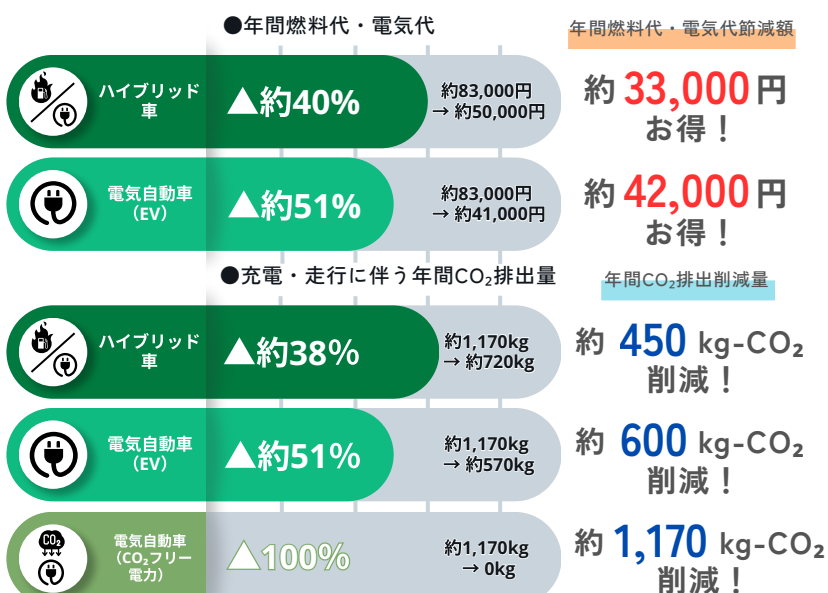 ●年間燃料代・電気代
年間燃料代・電気代節減額
ハイブリッド
車
▲約40%
約83,000円
→ 約50,000円
約 33,000円
お得！
電気自動車
（EV）
▲約51%
約83,000円
→ 約41,000円
約 42,000円
お得！
●充電・走行に伴う年間CO₂排出量
年間CO₂排出削減量
ハイブリッド
車
▲約38%
約1,170kg
→ 約720kg
約 450 kg-CO₂
削減！
電気自動車
（EV）
▲約51%
約1,170kg
→ 約570kg
約 600 kg-CO₂
削減！
CO₂
電気自動車
（CO₂フリー
電力）
▲100%
約1,170kg
→ 0kg
約 1,170 kg-CO₂
削減！